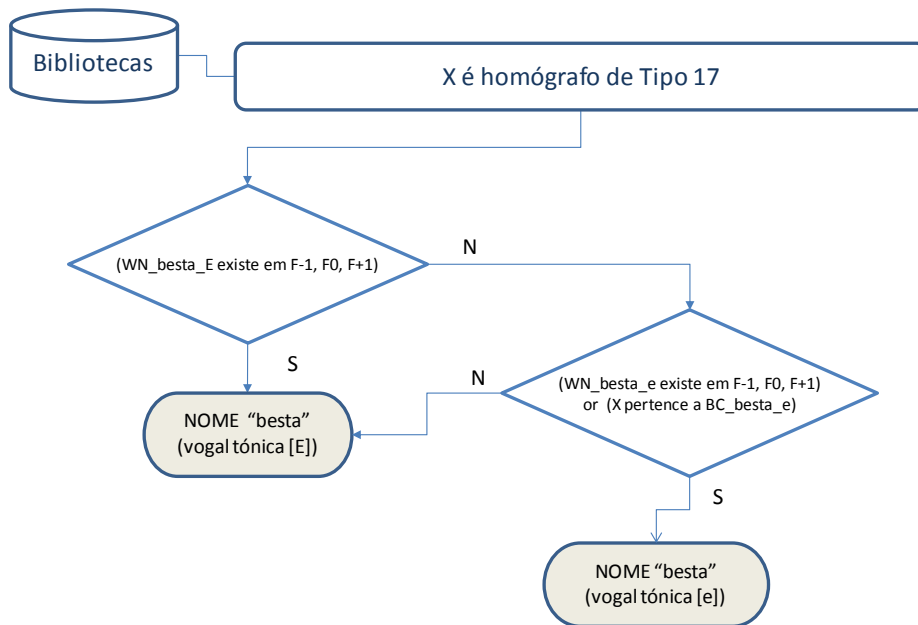 Bibliotecas
X é homógrafo de Tipo 17
(WN_besta_E existe em F-1, F0, F+1)
N
S
N
(WN_besta_e existe em F-1, F0, F+1)
or (X pertence a BC_besta_e)
NOME "besta"
(vogal tónica [E])
S
NOME "besta"
(vogal tónica [e])